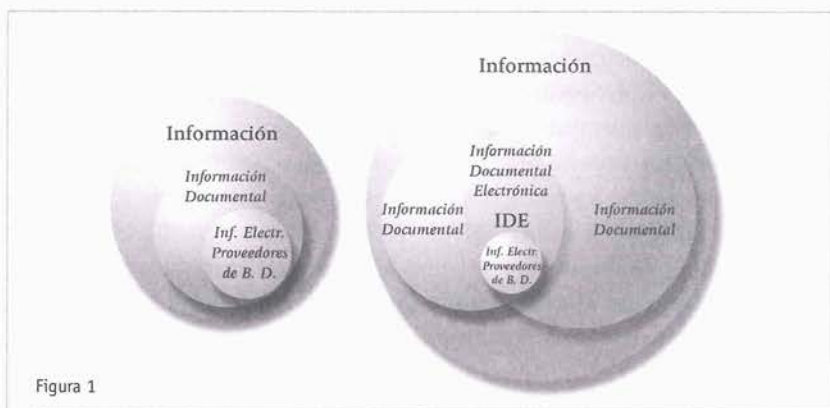 Información
Información
Documental
Inf. Electr.
Proveedores
de B. D.
Información
Información
Documental
Electrónica
IDE
Información
Documental
Información
Documental
Inf. Electr.
Proveedores
de B. D.
Figura 1